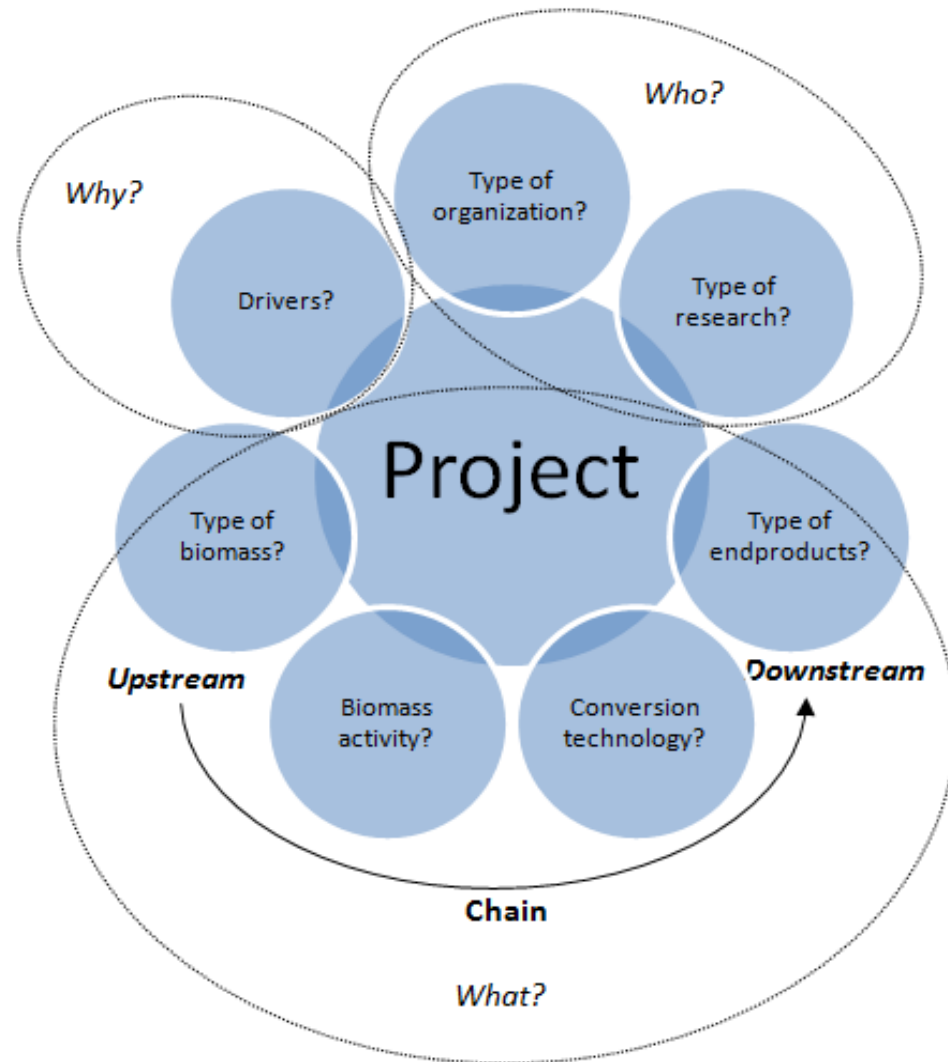 Who?
Why?
Type of
organization?
Drivers?
Type of
research?
Project
Type of
biomass?
Type of
endproducts?
Upstream
Downstream
Biomass
activity?
Conversion
technology?
Chain
What?